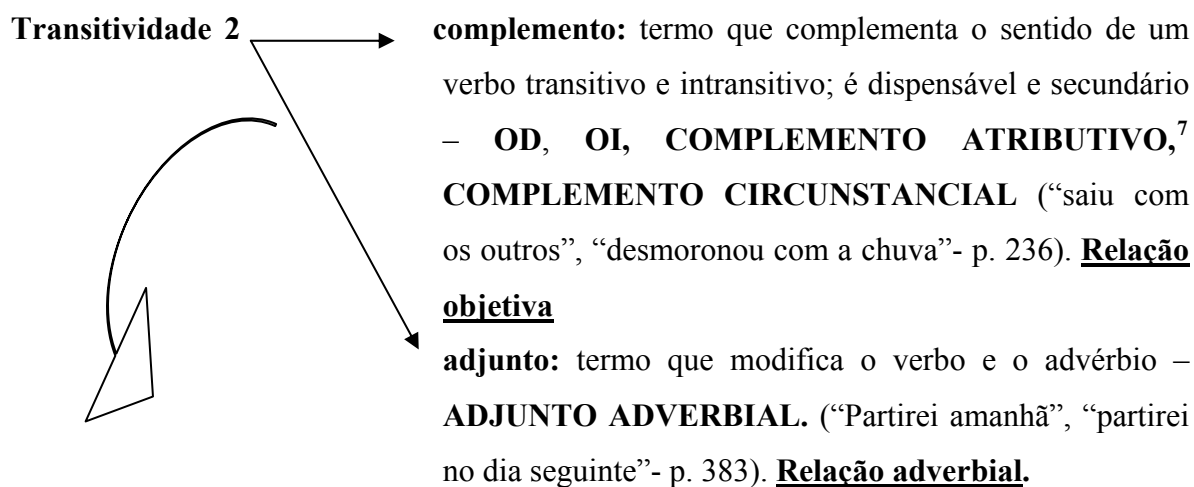 Transitividade 2 complemento: termo que complementa o sentido de um
verbo transitivo e intransitivo; é dispensável e secundário
– OD, OI, COMPLEMENTO ATRIBUTIVO,7
COMPLEMENTO CIRCUNSTANCIAL (“saiu com
os outros”, “desmoronou com a chuva”- p. 236). Relação
objetiva
adjunto: termo que modifica o verbo e o advérbio –
ADJUNTO ADVERBIAL. (“Partirei amanhã”, “partirei
no dia seguinte”- p. 383). Relação adverbial.